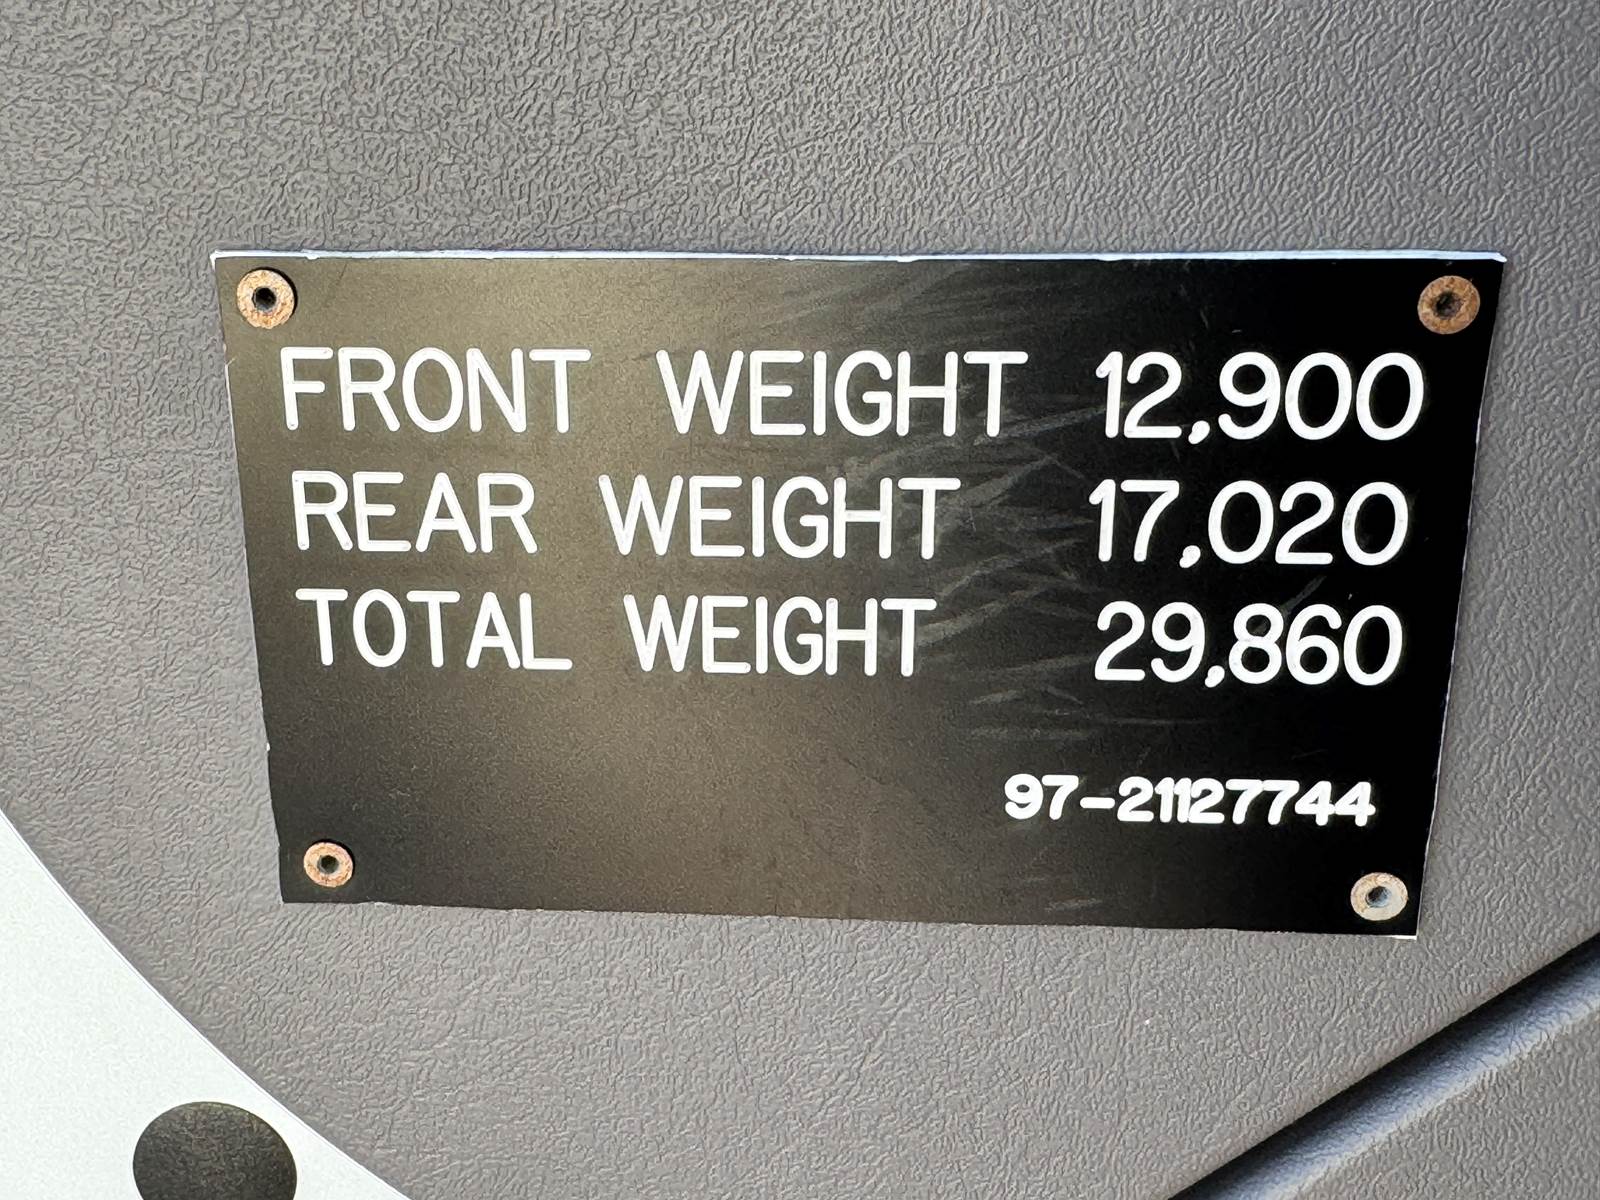 FRONT WEIGHT 12,900
REAR WEIGHT 17,020
TOTAL WEIGHT 29,860
97-21127744